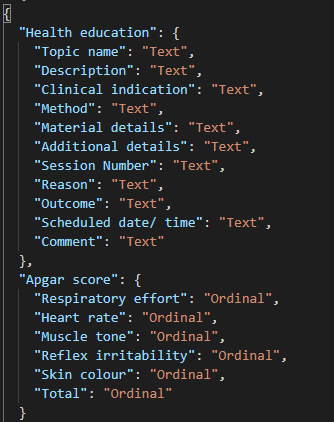 {
"Health education": {
"Topic name": "Text",
"Description": "Text",
"Clinical indication": "Text",
"Method": "Text",
"Material details": "Text",
"Additional details": "Text",
"Session Number": "Text",
"Reason": "Text",
"Outcome": "Text",
"Scheduled date/ time": "Text",
"Comment": "Text"
},
"Apgar score": {
"Respiratory effort": "Ordinal",
"Heart rate": "Ordinal",
"Muscle tone": "Ordinal",
"Reflex irritability": "Ordinal",
"Skin colour": "Ordinal",
"Total": "Ordinal"
}